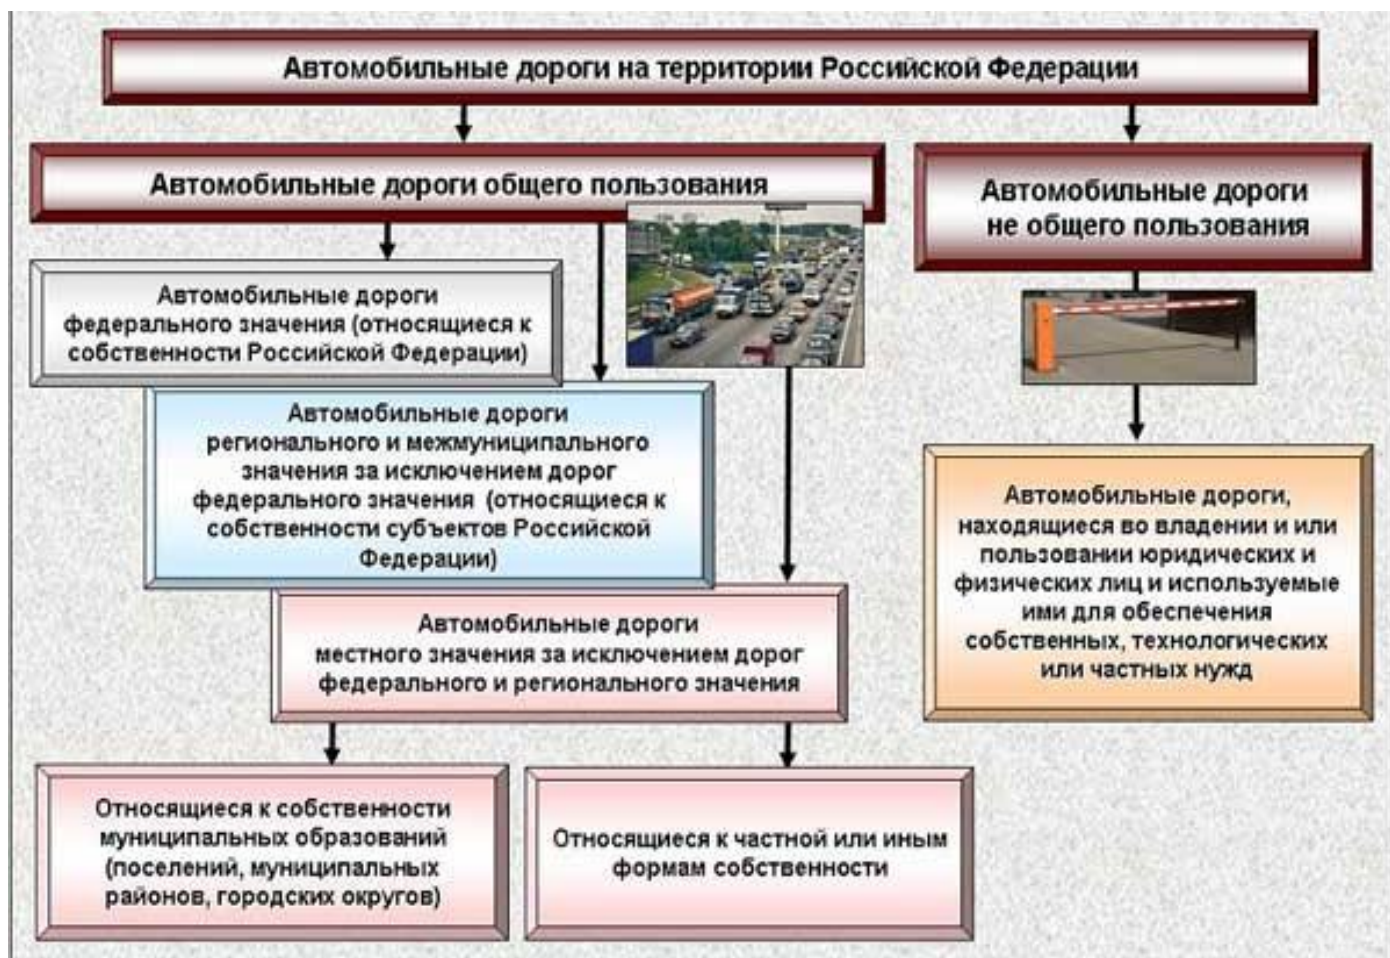 Автомобильные дороги на территории Российской Федерации
Автомобильные дороги общего пользования
Автомобильные дороги
не общего пользования
Автомобильные дороги
федерального значения (относящиеся к
собственности Российской Федерации)
Автомобильные дороги
регионального и межмуниципального
значения за исключением дорог
федерального значения (относящиеся к
собственности субъектов Российской
Федерации)
Автомобильные дороги
местного значения за исключением дорог
федерального и регионального значения
Относящиеся к собственности
муниципальных образований
(поселений, муниципальных
районов, городских округов)
Относящиеся к частной или иным
формам собственности
Автомобильные дороги,
находящиеся во владении и или
пользовании юридических и
физических лиц и используемые
ими для обеспечения
собственных, технологических
или частных нужд